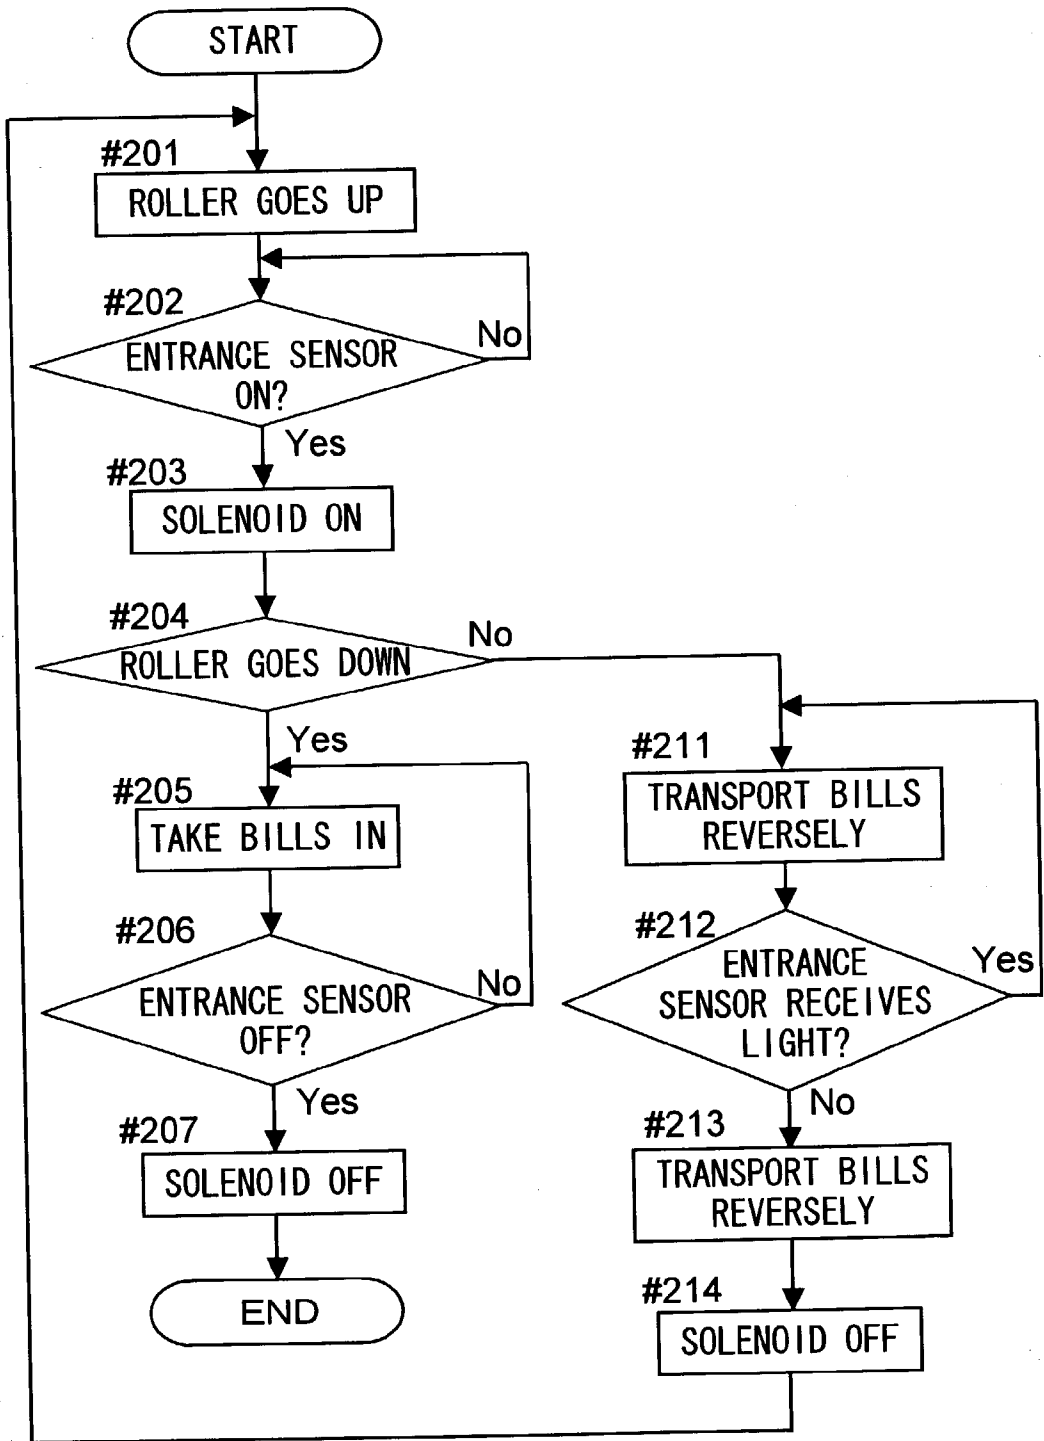 START
#201
ROLLER GOES UP
#202
ENTRANCE SENSOR
ON?
No
Yes
#203
SOLENOID ON
#204
ROLLER GOES DOWN
No
Yes
#205
TAKE BILLS IN
#206
ENTRANCE SENSOR
OFF?
No
Yes
#207
SOLENOID OFF
END
#211
TRANSPORT BILLS
REVERSELY
#212
ENTRANCE
SENSOR RECEIVES
LIGHT?
Yes
No
#213
TRANSPORT BILLS
REVERSELY
#214
SOLENOID OFF